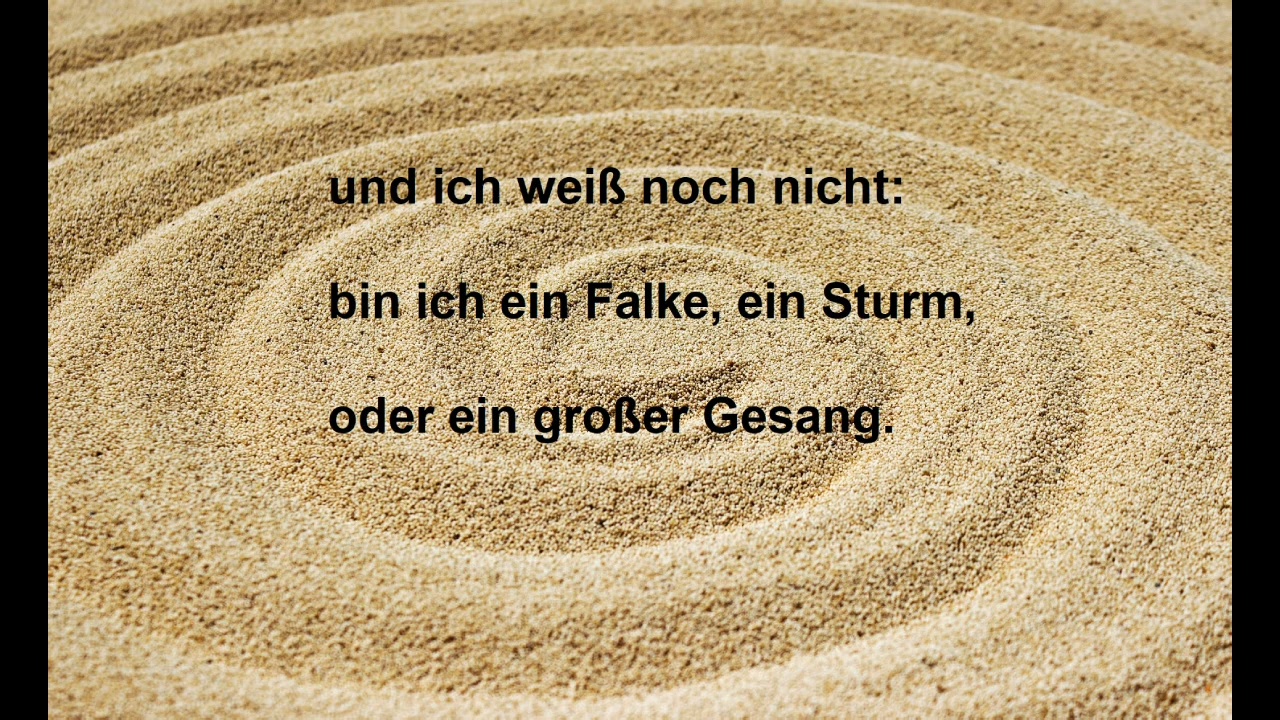 und ich weiß noch nicht:
bin ich ein Falke, ein Sturm,
oder ein großer Gesang.